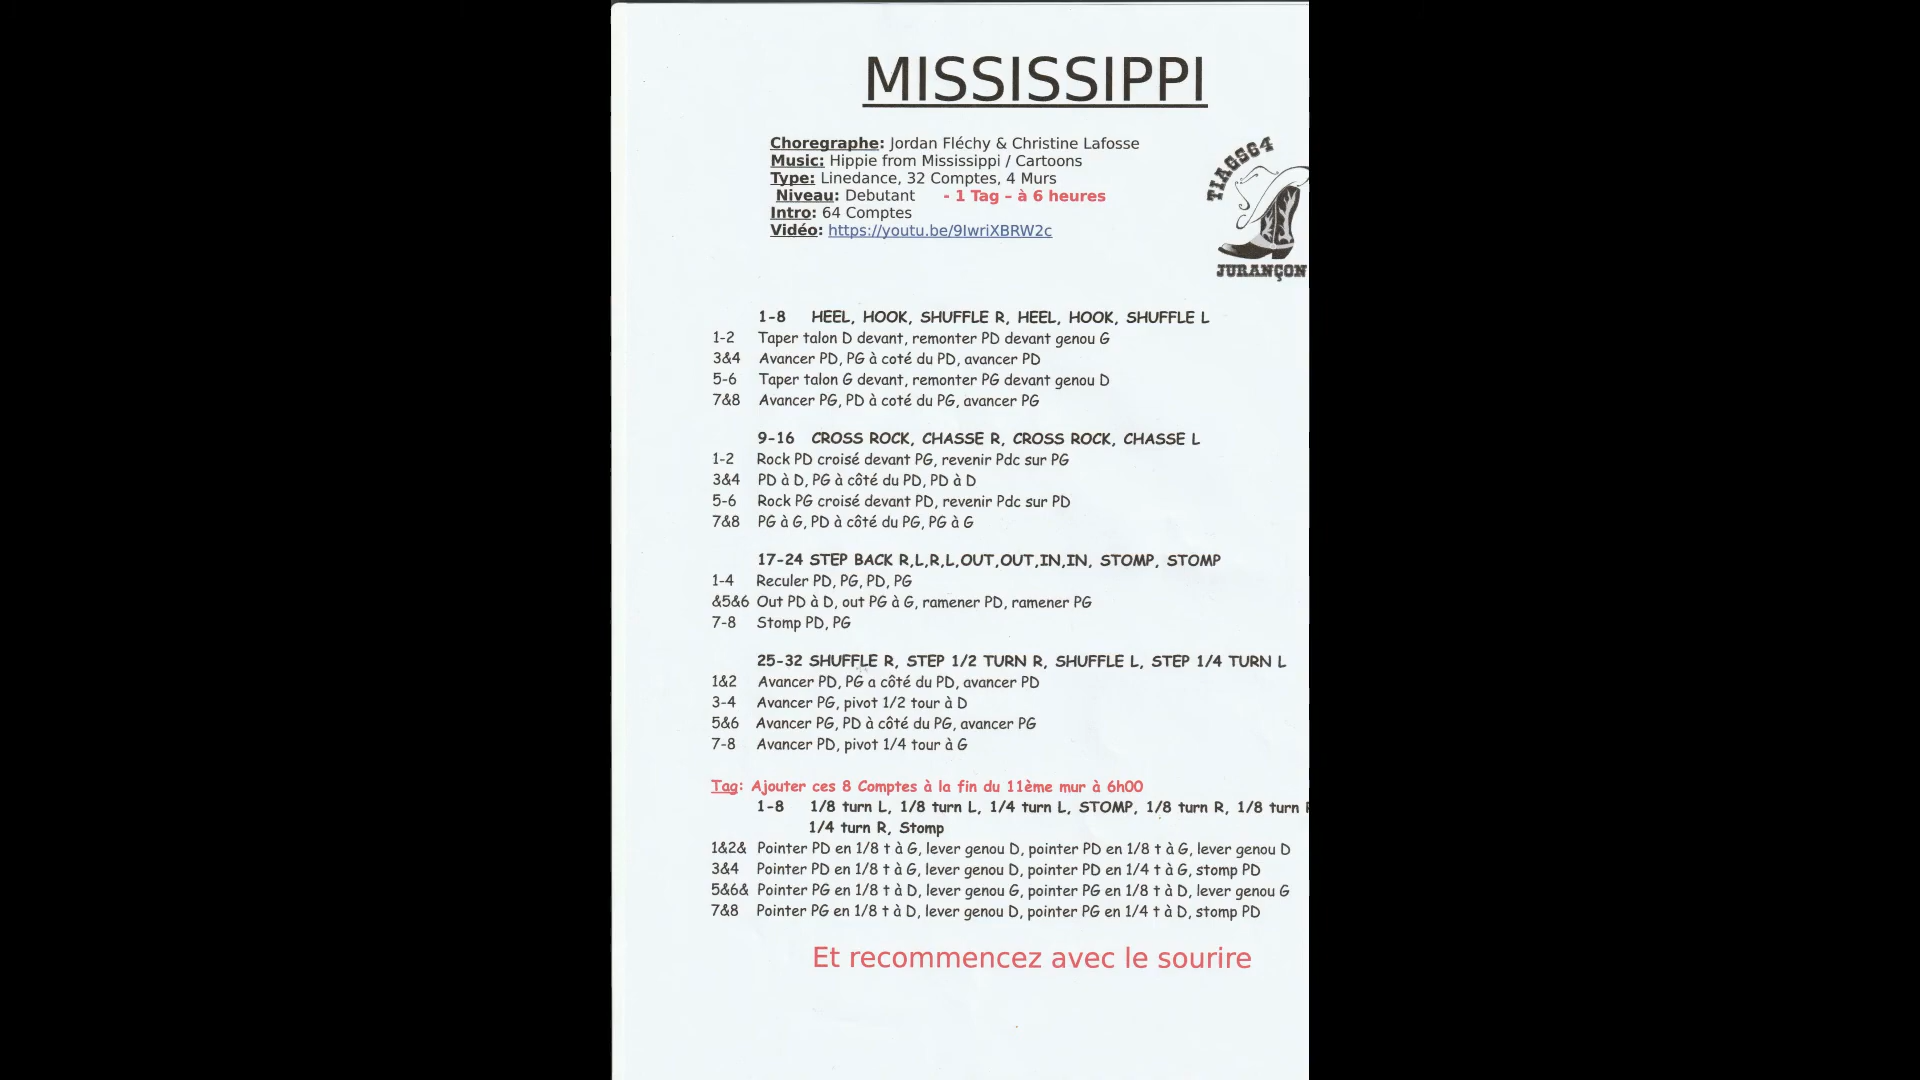 MISSISSIPPI
Choregraphe: Jordan Fléchy & Christine Lafosse
Music: Hippie from Mississippi / Cartoons
Type: Linedance, 32 Comptes, 4 Murs
Niveau: Debutant - 1 Tag – à 6 heures
Intro: 64 Comptes
Vidéo: https://youtu.be/9IwriXBRW2c
TIAGS64
JURANÇON
1-8 HEEL, HOOK, SHUFFLE R, HEEL, HOOK, SHUFFLE L
1-2 Taper talon D devant, remonter PD devant genou G
3&4 Avancer PD, PG à coté du PD, avancer PD
5-6 Taper talon G devant, remonter PG devant genou D
7&8 Avancer PG, PD à coté du PG, avancer PG
9-16 CROSS ROCK, CHASSE R, CROSS ROCK, CHASSE L
1-2 Rock PD croisé devant PG, revenir Pdc sur PG
3&4 PD à D, PG à côté du PD, PD à D
5-6 Rock PG croisé devant PD, revenir Pdc sur PD
7&8 PG à G, PD à côté du PG, PG à G
17-24 STEP BACK R,L,R,L,OUT,OUT,IN,IN, STOMP, STOMP
1-4 Reculer PD, PG, PD, PG
&5&6 Out PD à D, out PG à G, ramener PD, ramener PG
7-8 Stomp PD, PG
25-32 SHUFFLE R, STEP 1/2 TURN R, SHUFFLE L, STEP 1/4 TURN L
1&2 Avancer PD, PG a côté du PD, avancer PD
3-4 Avancer PG, pivot 1/2 tour à D
5&6 Avancer PG, PD à côté du PG, avancer PG
7-8 Avancer PD, pivot 1/4 tour à G
Tag: Ajouter ces 8 Comptes à la fin du 11ème mur à 6h00
1-8 1/8 turn L, 1/8 turn L, 1/4 turn L, STOMP, 1/8 turn R, 1/8 turn
1/4 turn R, Stomp
1&2& Pointer PD en 1/8 t à G, lever genou D, pointer PD en 1/8 t à G, lever genou D
3&4 Pointer PD en 1/8 t à G, lever genou D, pointer PD en 1/4 t à G, stomp PD
5&6& Pointer PG en 1/8 t à D, lever genou G, pointer PG en 1/8 t à D, lever genou G
7&8 Pointer PG en 1/8 t à D, lever genou D, pointer PG en 1/4 t à D, stomp PD
Et recommencez avec le sourire